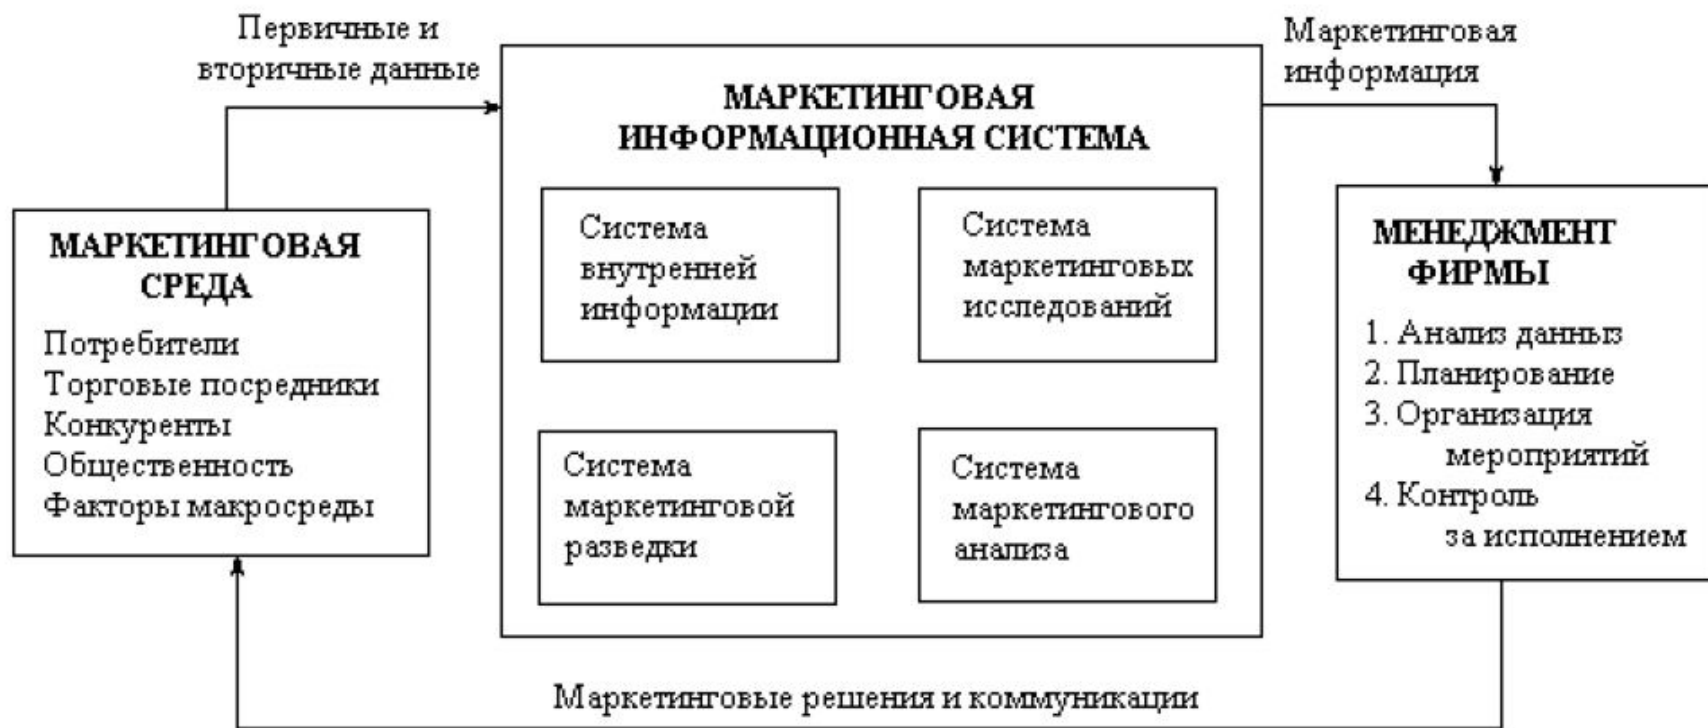 Первичные и
вторичные данные
МАРКЕТИНГОВАЯ
ИНФОРМАЦИОННАЯ СИСТЕМА
Маркетинговая
информация
МАРКЕТИНГОВАЯ
СРЕДА
Потребители
Торговые посредники
Конкуренты
Общественность
Факторы макросреды
Система
внутренней
информации
Система
маркетинговых
исследований
Система
маркетинговой
разведки
Система
маркетингового
анализа
МЕНЕДЖМЕНТ
ФИРМЫ
1. Анализ данныз
2. Планирование
3. Организация
мероприятий
4. Контроль
за исполнением
Маркетинговые решения и коммуникации